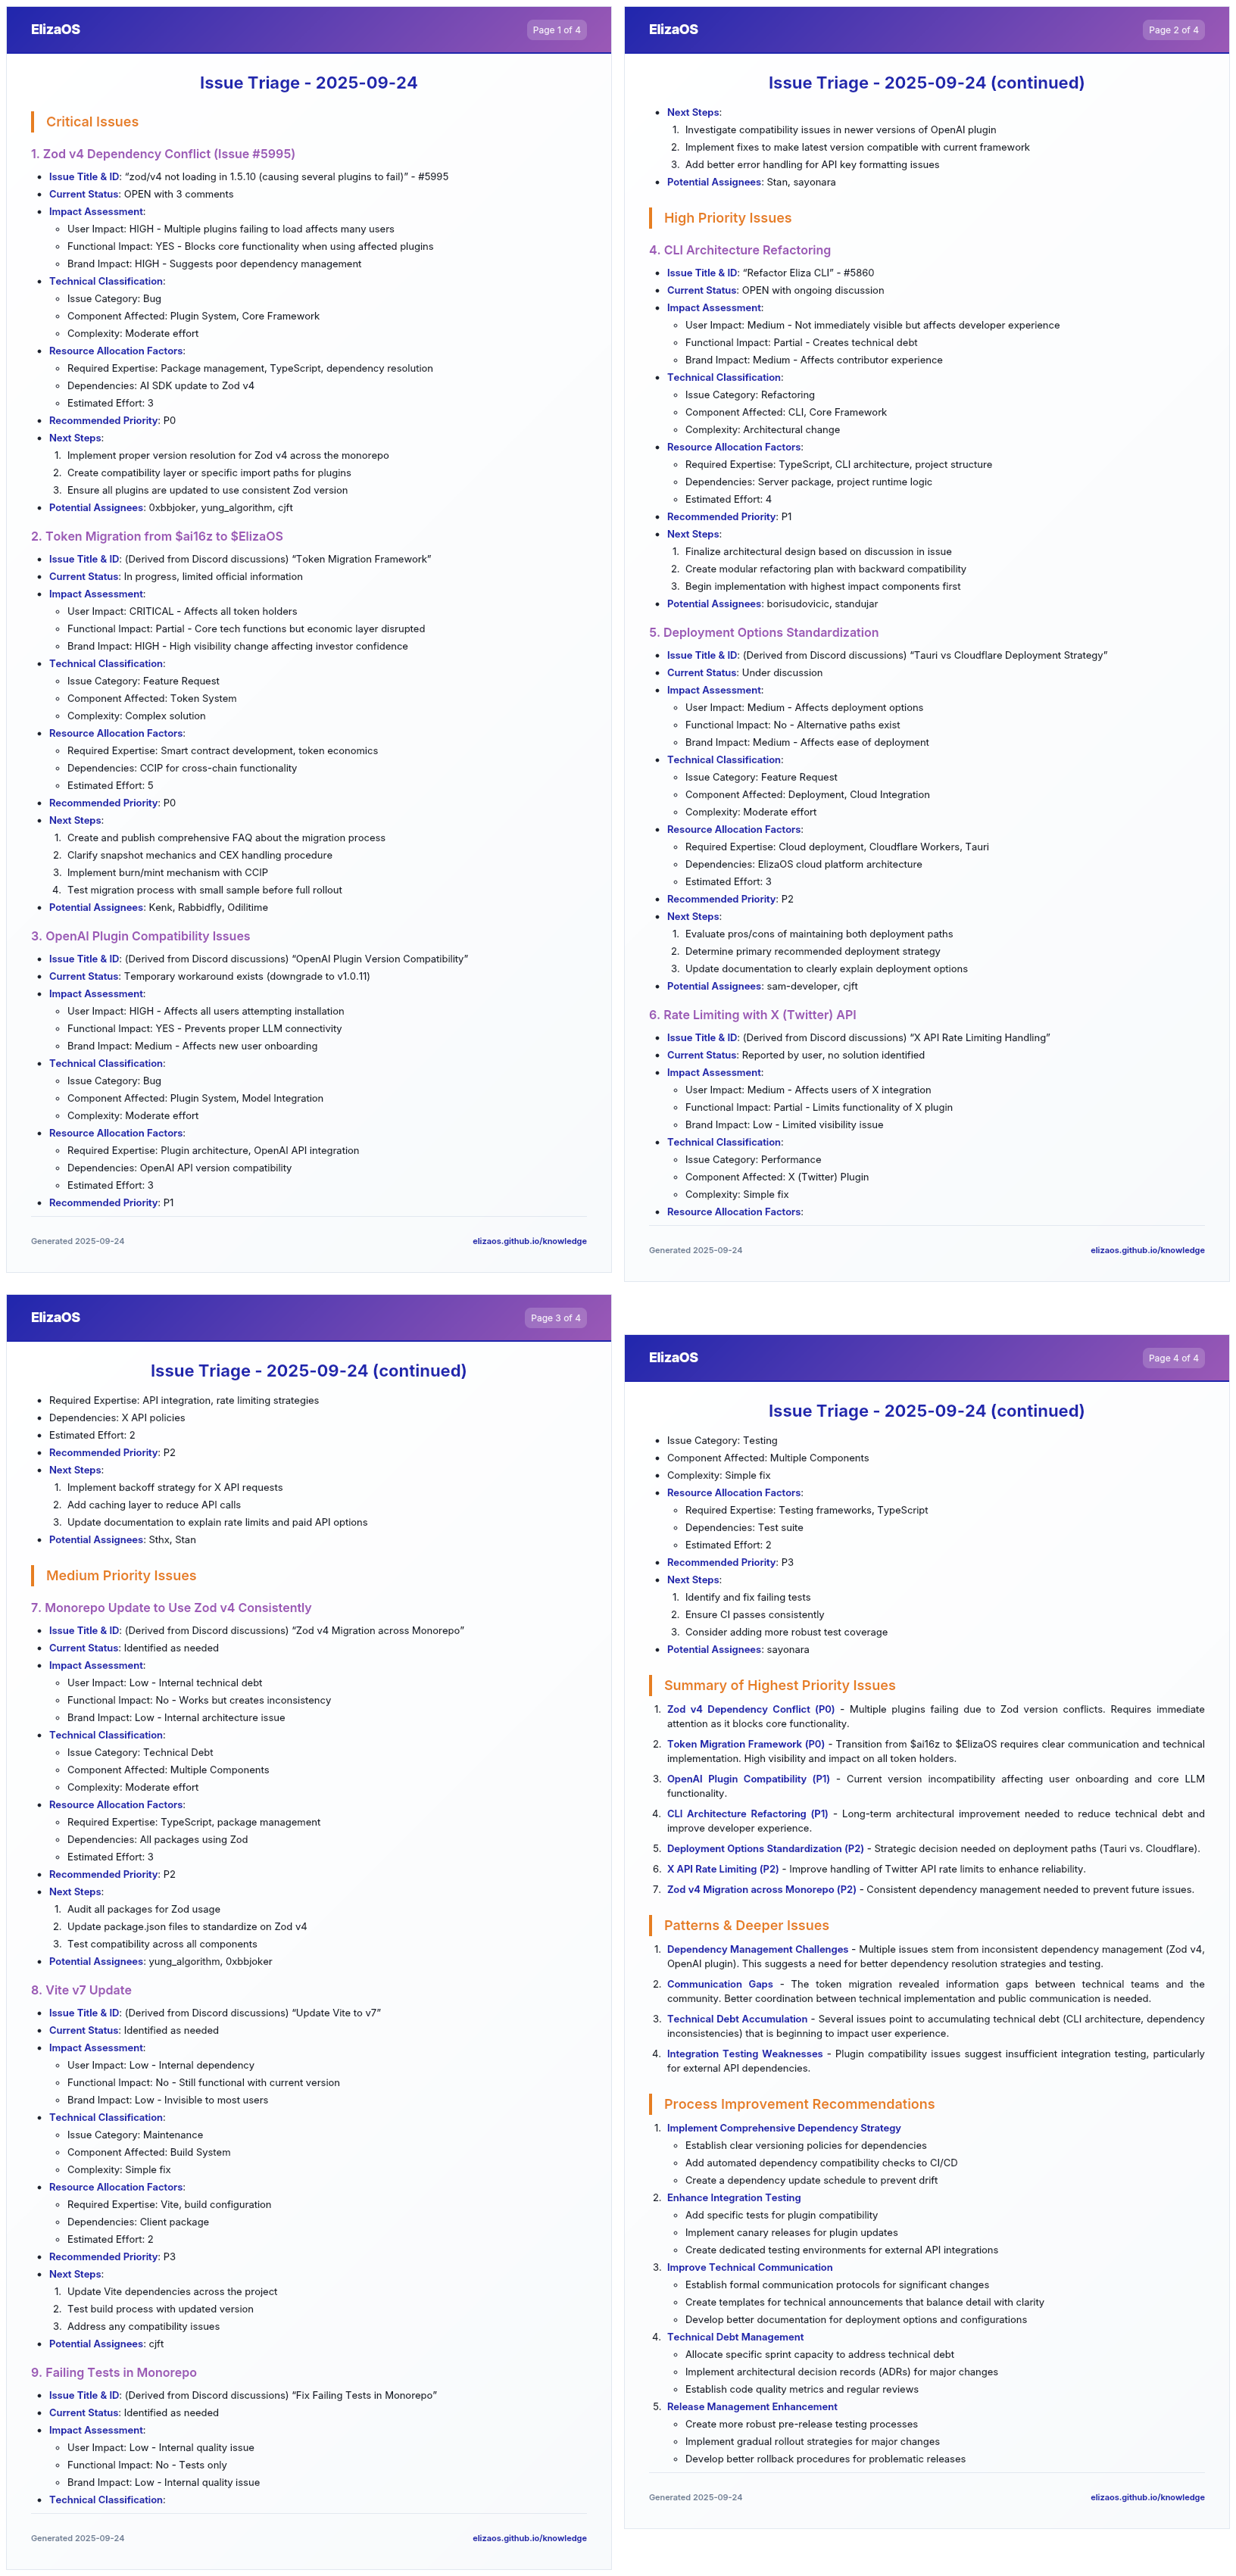 ElizaOS
Page 1 of 4
Issue Triage - 2025-09-24
Critical Issues
1. Zod v4 Dependency Conflict (Issue #5995)
• Issue Title & ID: “zod/v4 not loading in 1.5.10 (causing several plugins to fail)” - #5995
• Current Status: OPEN with 3 comments
• Impact Assessment:
◦ User Impact: HIGH - Multiple plugins failing to load affects many users
◦ Functional Impact: YES - Blocks core functionality when using affected plugins
◦ Brand Impact: HIGH - Suggests poor dependency management
• Technical Classification:
◦ Issue Category: Bug
◦ Component Affected: Plugin System, Core Framework
◦ Complexity: Moderate effort
• Resource Allocation Factors:
◦ Required Expertise: Package management, TypeScript, dependency resolution
◦ Dependencies: AI SDK update to Zod v4
◦ Estimated Effort: 3
• Recommended Priority: P0
• Next Steps:
1. Implement proper version resolution for Zod v4 across the monorepo
2. Create compatibility layer or specific import paths for plugins
3. Ensure all plugins are updated to use consistent Zod version
• Potential Assignees: 0xbbjoker, yung_algorithm, cjft
2. Token Migration from $ai16z to $ElizaOS
• Issue Title & ID: (Derived from Discord discussions) “Token Migration Framework”
• Current Status: In progress, limited official information
• Impact Assessment:
◦ User Impact: CRITICAL - Affects all token holders
◦ Functional Impact: Partial - Core tech functions but economic layer disrupted
◦ Brand Impact: HIGH - High visibility change affecting investor confidence
• Technical Classification:
◦ Issue Category: Feature Request
◦ Component Affected: Token System
◦ Complexity: Complex solution
• Resource Allocation Factors:
◦ Required Expertise: Smart contract development, token economics
◦ Dependencies: CCIP for cross-chain functionality
◦ Estimated Effort: 5
• Recommended Priority: P0
• Next Steps:
1. Create and publish comprehensive FAQ about the migration process
2. Clarify snapshot mechanics and CEX handling procedure
3. Implement burn/mint mechanism with CCIP
4. Test migration process with small sample before full rollout
• Potential Assignees: Kenk, Rabbidfly, Odilitime
3. OpenAI Plugin Compatibility Issues
• Issue Title & ID: (Derived from Discord discussions) “OpenAI Plugin Version Compatibility”
• Current Status: Temporary workaround exists (downgrade to v1.0.11)
• Impact Assessment:
◦ User Impact: HIGH - Affects all users attempting installation
◦ Functional Impact: YES - Prevents proper LLM connectivity
◦ Brand Impact: Medium - Affects new user onboarding
• Technical Classification:
◦ Issue Category: Bug
◦ Component Affected: Plugin System, Model Integration
◦ Complexity: Moderate effort
• Resource Allocation Factors:
◦ Required Expertise: Plugin architecture, OpenAI API integration
◦ Dependencies: OpenAI API version compatibility
◦ Estimated Effort: 3
• Recommended Priority: P1
Generated 2025-09-24
elizaos.github.io/knowledge
ElizaOS
Page 2 of 4
Issue Triage - 2025-09-24 (continued)
• Next Steps:
1. Investigate compatibility issues in newer versions of OpenAI plugin
2. Implement fixes to make latest version compatible with current framework
3. Add better error handling for API key formatting issues
• Potential Assignees: Stan, sayonara
High Priority Issues
4. CLI Architecture Refactoring
• Issue Title & ID: “Refactor Eliza CLI” - #5860
• Current Status: OPEN with ongoing discussion
• Impact Assessment:
◦ User Impact: Medium - Not immediately visible but affects developer experience
◦ Functional Impact: Partial - Creates technical debt
◦ Brand Impact: Medium - Affects contributor experience
• Technical Classification:
◦ Issue Category: Refactoring
◦ Component Affected: CLI, Core Framework
◦ Complexity: Architectural change
• Resource Allocation Factors:
◦ Required Expertise: TypeScript, CLI architecture, project structure
◦ Dependencies: Server package, project runtime logic
◦ Estimated Effort: 4
• Recommended Priority: P1
• Next Steps:
1. Finalize architectural design based on discussion in issue
2. Create modular refactoring plan with backward compatibility
3. Begin implementation with highest impact components first
• Potential Assignees: borisudovicic, standujar
5. Deployment Options Standardization
• Issue Title & ID: (Derived from Discord discussions) “Tauri vs Cloudflare Deployment Strategy”
• Current Status: Under discussion
• Impact Assessment:
◦ User Impact: Medium - Affects deployment options
◦ Functional Impact: No - Alternative paths exist
◦ Brand Impact: Medium - Affects ease of deployment
• Technical Classification:
◦ Issue Category: Feature Request
◦ Component Affected: Deployment, Cloud Integration
◦ Complexity: Moderate effort
• Resource Allocation Factors:
◦ Required Expertise: Cloud deployment, Cloudflare Workers, Tauri
◦ Dependencies: ElizaOS cloud platform architecture
◦ Estimated Effort: 3
• Recommended Priority: P2
• Next Steps:
1. Evaluate pros/cons of maintaining both deployment paths
2. Determine primary recommended deployment strategy
3. Update documentation to clearly explain deployment options
• Potential Assignees: sam-developer, cjft
6. Rate Limiting with X (Twitter) API
• Issue Title & ID: (Derived from Discord discussions) “X API Rate Limiting Handling”
• Current Status: Reported by user, no solution identified
• Impact Assessment:
◦ User Impact: Medium - Affects users of X integration
◦ Functional Impact: Partial - Limits functionality of X plugin
◦ Brand Impact: Low - Limited visibility issue
• Technical Classification:
◦ Issue Category: Performance
◦ Component Affected: X (Twitter) Plugin
◦ Complexity: Simple fix
• Resource Allocation Factors:
Generated 2025-09-24
elizaos.github.io/knowledge
ElizaOS
Page 3 of 4
Issue Triage - 2025-09-24 (continued)
• Required Expertise: API integration, rate limiting strategies
• Dependencies: X API policies
• Estimated Effort: 2
• Recommended Priority: P2
• Next Steps:
1. Implement backoff strategy for X API requests
2. Add caching layer to reduce API calls
3. Update documentation to explain rate limits and paid API options
• Potential Assignees: Sthx, Stan
Medium Priority Issues
7. Monorepo Update to Use Zod v4 Consistently
• Issue Title & ID: (Derived from Discord discussions) “Zod v4 Migration across Monorepo”
• Current Status: Identified as needed
• Impact Assessment:
◦ User Impact: Low - Internal technical debt
◦ Functional Impact: No - Works but creates inconsistency
◦ Brand Impact: Low - Internal architecture issue
• Technical Classification:
◦ Issue Category: Technical Debt
◦ Component Affected: Multiple Components
◦ Complexity: Moderate effort
• Resource Allocation Factors:
◦ Required Expertise: TypeScript, package management
◦ Dependencies: All packages using Zod
◦ Estimated Effort: 3
• Recommended Priority: P2
• Next Steps:
1. Audit all packages for Zod usage
2. Update package.json files to standardize on Zod v4
3. Test compatibility across all components
• Potential Assignees: yung_algorithm, 0xbbjoker
8. Vite v7 Update
• Issue Title & ID: (Derived from Discord discussions) “Update Vite to v7”
• Current Status: Identified as needed
• Impact Assessment:
◦ User Impact: Low - Internal dependency
◦ Functional Impact: No - Still functional with current version
◦ Brand Impact: Low - Invisible to most users
• Technical Classification:
◦ Issue Category: Maintenance
◦ Component Affected: Build System
◦ Complexity: Simple fix
• Resource Allocation Factors:
◦ Required Expertise: Vite, build configuration
◦ Dependencies: Client package
◦ Estimated Effort: 2
• Recommended Priority: P3
• Next Steps:
1. Update Vite dependencies across the project
2. Test build process with updated version
3. Address any compatibility issues
• Potential Assignees: cjft
9. Failing Tests in Monorepo
• Issue Title & ID: (Derived from Discord discussions) “Fix Failing Tests in Monorepo”
• Current Status: Identified as needed
• Impact Assessment:
◦ User Impact: Low - Internal quality issue
◦ Functional Impact: No - Tests only
◦ Brand Impact: Low - Internal quality issue
• Technical Classification:
Generated 2025-09-24
elizaos.github.io/knowledge
ElizaOS
Page 4 of 4
Issue Triage - 2025-09-24 (continued)
• Issue Category: Testing
• Component Affected: Multiple Components
• Complexity: Simple fix
• Resource Allocation Factors:
◦ Required Expertise: Testing frameworks, TypeScript
◦ Dependencies: Test suite
◦ Estimated Effort: 2
• Recommended Priority: P3
• Next Steps:
1. Identify and fix failing tests
2. Ensure CI passes consistently
3. Consider adding more robust test coverage
• Potential Assignees: sayonara
Summary of Highest Priority Issues
1. Zod v4 Dependency Conflict (P0) - Multiple plugins failing due to Zod version conflicts. Requires immediate
attention as it blocks core functionality.
2. Token Migration Framework (P0) - Transition from $ai16z to $ElizaOS requires clear communication and technical
implementation. High visibility and impact on all token holders.
3. OpenAI Plugin Compatibility (P1) - Current version incompatibility affecting user onboarding and core LLM
functionality.
4. CLI Architecture Refactoring (P1) - Long-term architectural improvement needed to reduce technical debt and
improve developer experience.
5. Deployment Options Standardization (P2) - Strategic decision needed on deployment paths (Tauri vs. Cloudflare).
6. X API Rate Limiting (P2) - Improve handling of Twitter API rate limits to enhance reliability.
7. Zod v4 Migration across Monorepo (P2) - Consistent dependency management needed to prevent future issues.
Patterns & Deeper Issues
1. Dependency Management Challenges - Multiple issues stem from inconsistent dependency management (Zod v4,
OpenAI plugin). This suggests a need for better dependency resolution strategies and testing.
2. Communication Gaps - The token migration revealed information gaps between technical teams and the
community. Better coordination between technical implementation and public communication is needed.
3. Technical Debt Accumulation - Several issues point to accumulating technical debt (CLI architecture, dependency
inconsistencies) that is beginning to impact user experience.
4. Integration Testing Weaknesses - Plugin compatibility issues suggest insufficient integration testing, particularly
for external API dependencies.
Process Improvement Recommendations
1. Implement Comprehensive Dependency Strategy
◦ Establish clear versioning policies for dependencies
◦ Add automated dependency compatibility checks to CI/CD
◦ Create a dependency update schedule to prevent drift
2. Enhance Integration Testing
◦ Add specific tests for plugin compatibility
◦ Implement canary releases for plugin updates
◦ Create dedicated testing environments for external API integrations
3. Improve Technical Communication
◦ Establish formal communication protocols for significant changes
◦ Create templates for technical announcements that balance detail with clarity
◦ Develop better documentation for deployment options and configurations
4. Technical Debt Management
◦ Allocate specific sprint capacity to address technical debt
◦ Implement architectural decision records (ADRs) for major changes
◦ Establish code quality metrics and regular reviews
5. Release Management Enhancement
◦ Create more robust pre-release testing processes
◦ Implement gradual rollout strategies for major changes
◦ Develop better rollback procedures for problematic releases
Generated 2025-09-24
elizaos.github.io/knowledge